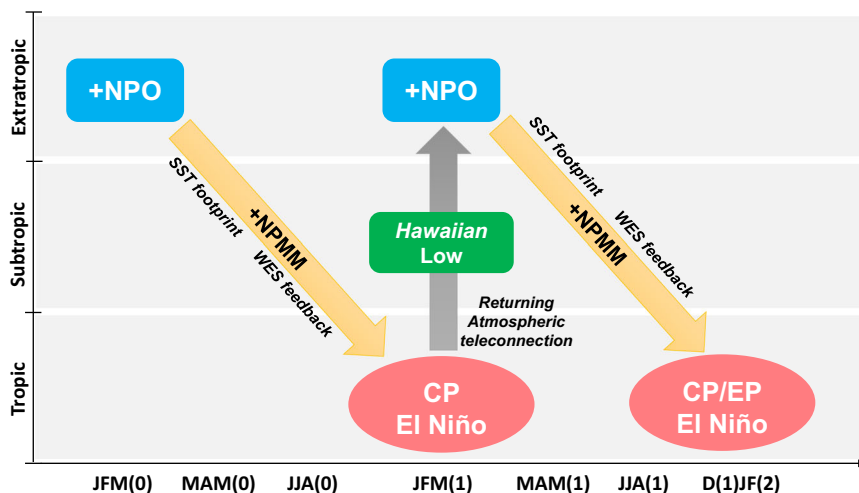 Extratropic
Subtropic
Tropic
+NPO
+NPO
SST footprint
+NPMM
WES feedback
SST footprint
+NPMM
WES feedback
Hawaiian
Low
Returning
Atmospheric
teleconnection
CP
El Niño
CP/EP
El Niño
JFM(0) MAM(0) JJA(0) JFM(1) MAM(1) JJA(1) D(1)JF(2)